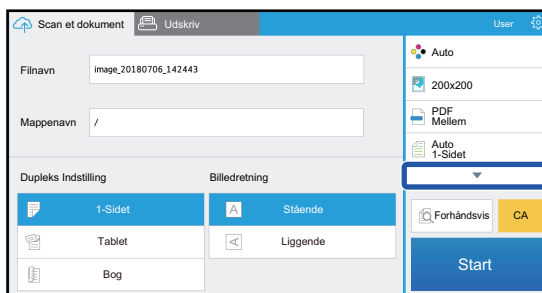 Scan et dokument
Udskriv
User
Filnavn
image_20180706_142443
Mappenavn
/
Dupleks Indstilling
Billedretning
1-Sidet
Stående
Tablet
Liggende
Bog
Auto
200x200
PDF
Mellem
Auto
1-Sidet
Forhåndsvis
CA
Start